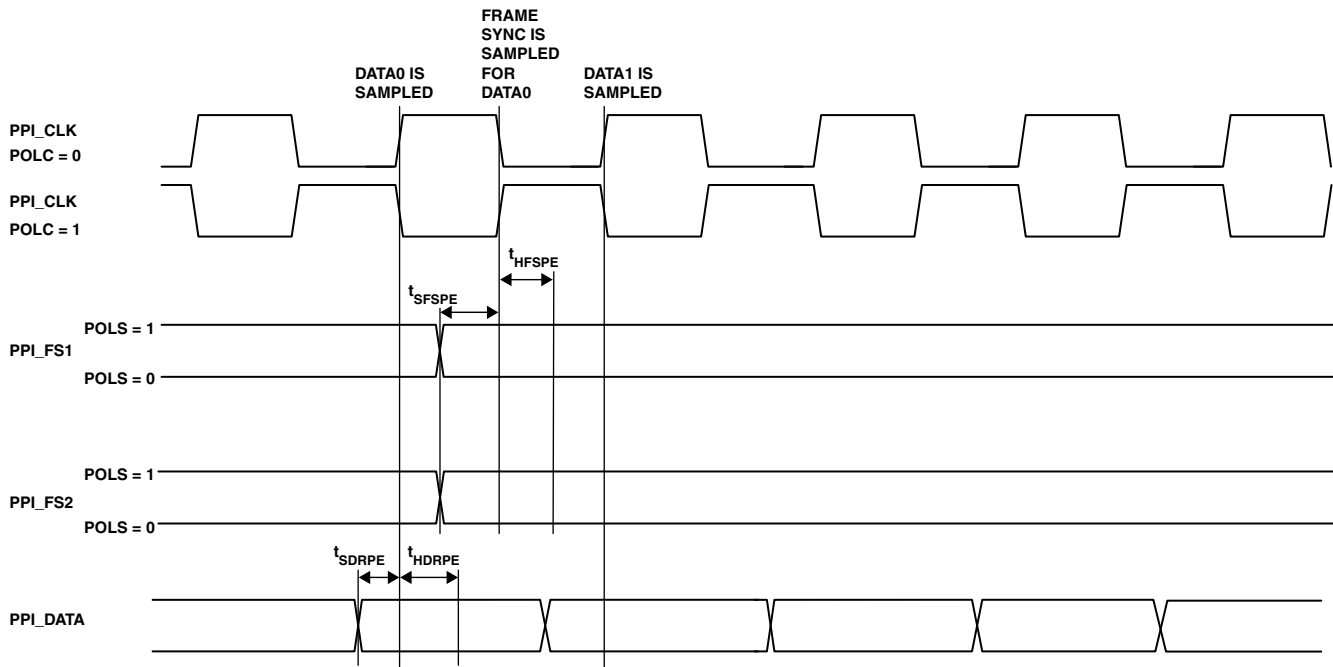 FRAME
SYNC IS
SAMPLED
FOR
DATA0
DATA0 IS
SAMPLED
DATA1 IS
SAMPLED
PPI_CLK
POLC = 0
PPI_CLK
POLC = 1
tHFSPE
tSFSPE
POLS = 1
PPI_FS1
POLS = 0
POLS = 1
PPI_FS2
POLS = 0
tSDRPE
tHDRPE
PPI_DATA